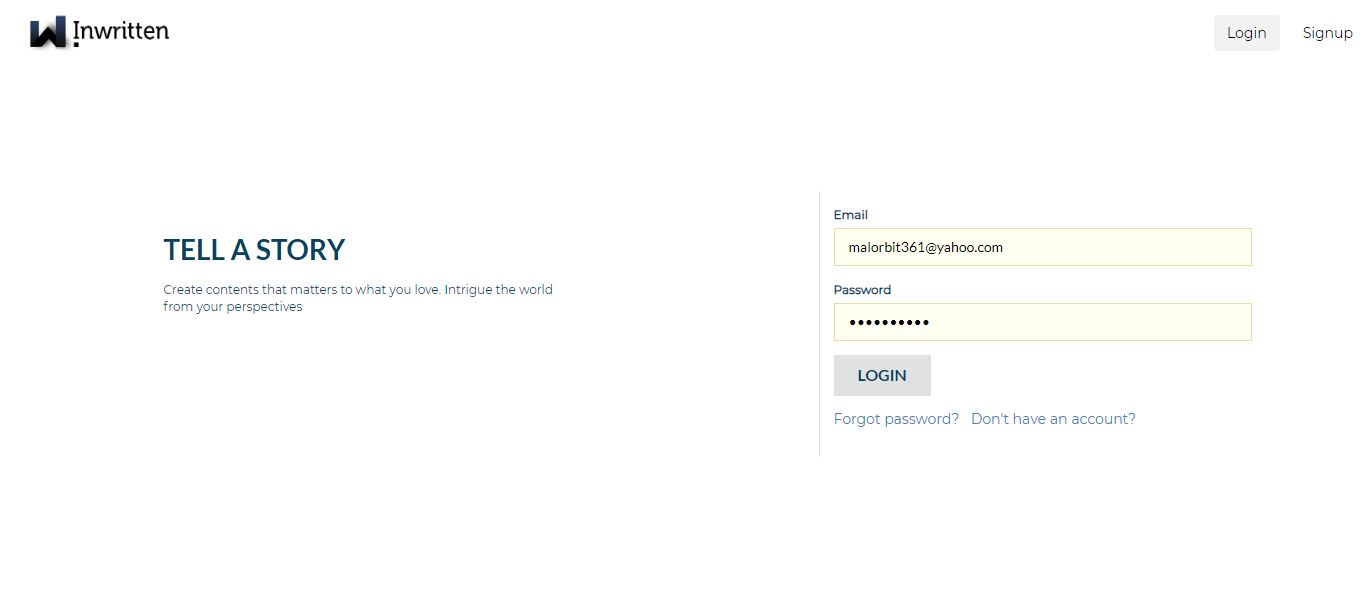 Inwritten
Login
Signup
TELL A STORY
Create contents that matters to what you love. Intrigue the world
from your perspectives
Email
malorbit361@yahoo.com
Password
••••••••••
LOGIN
Forgot password? Don't have an account?